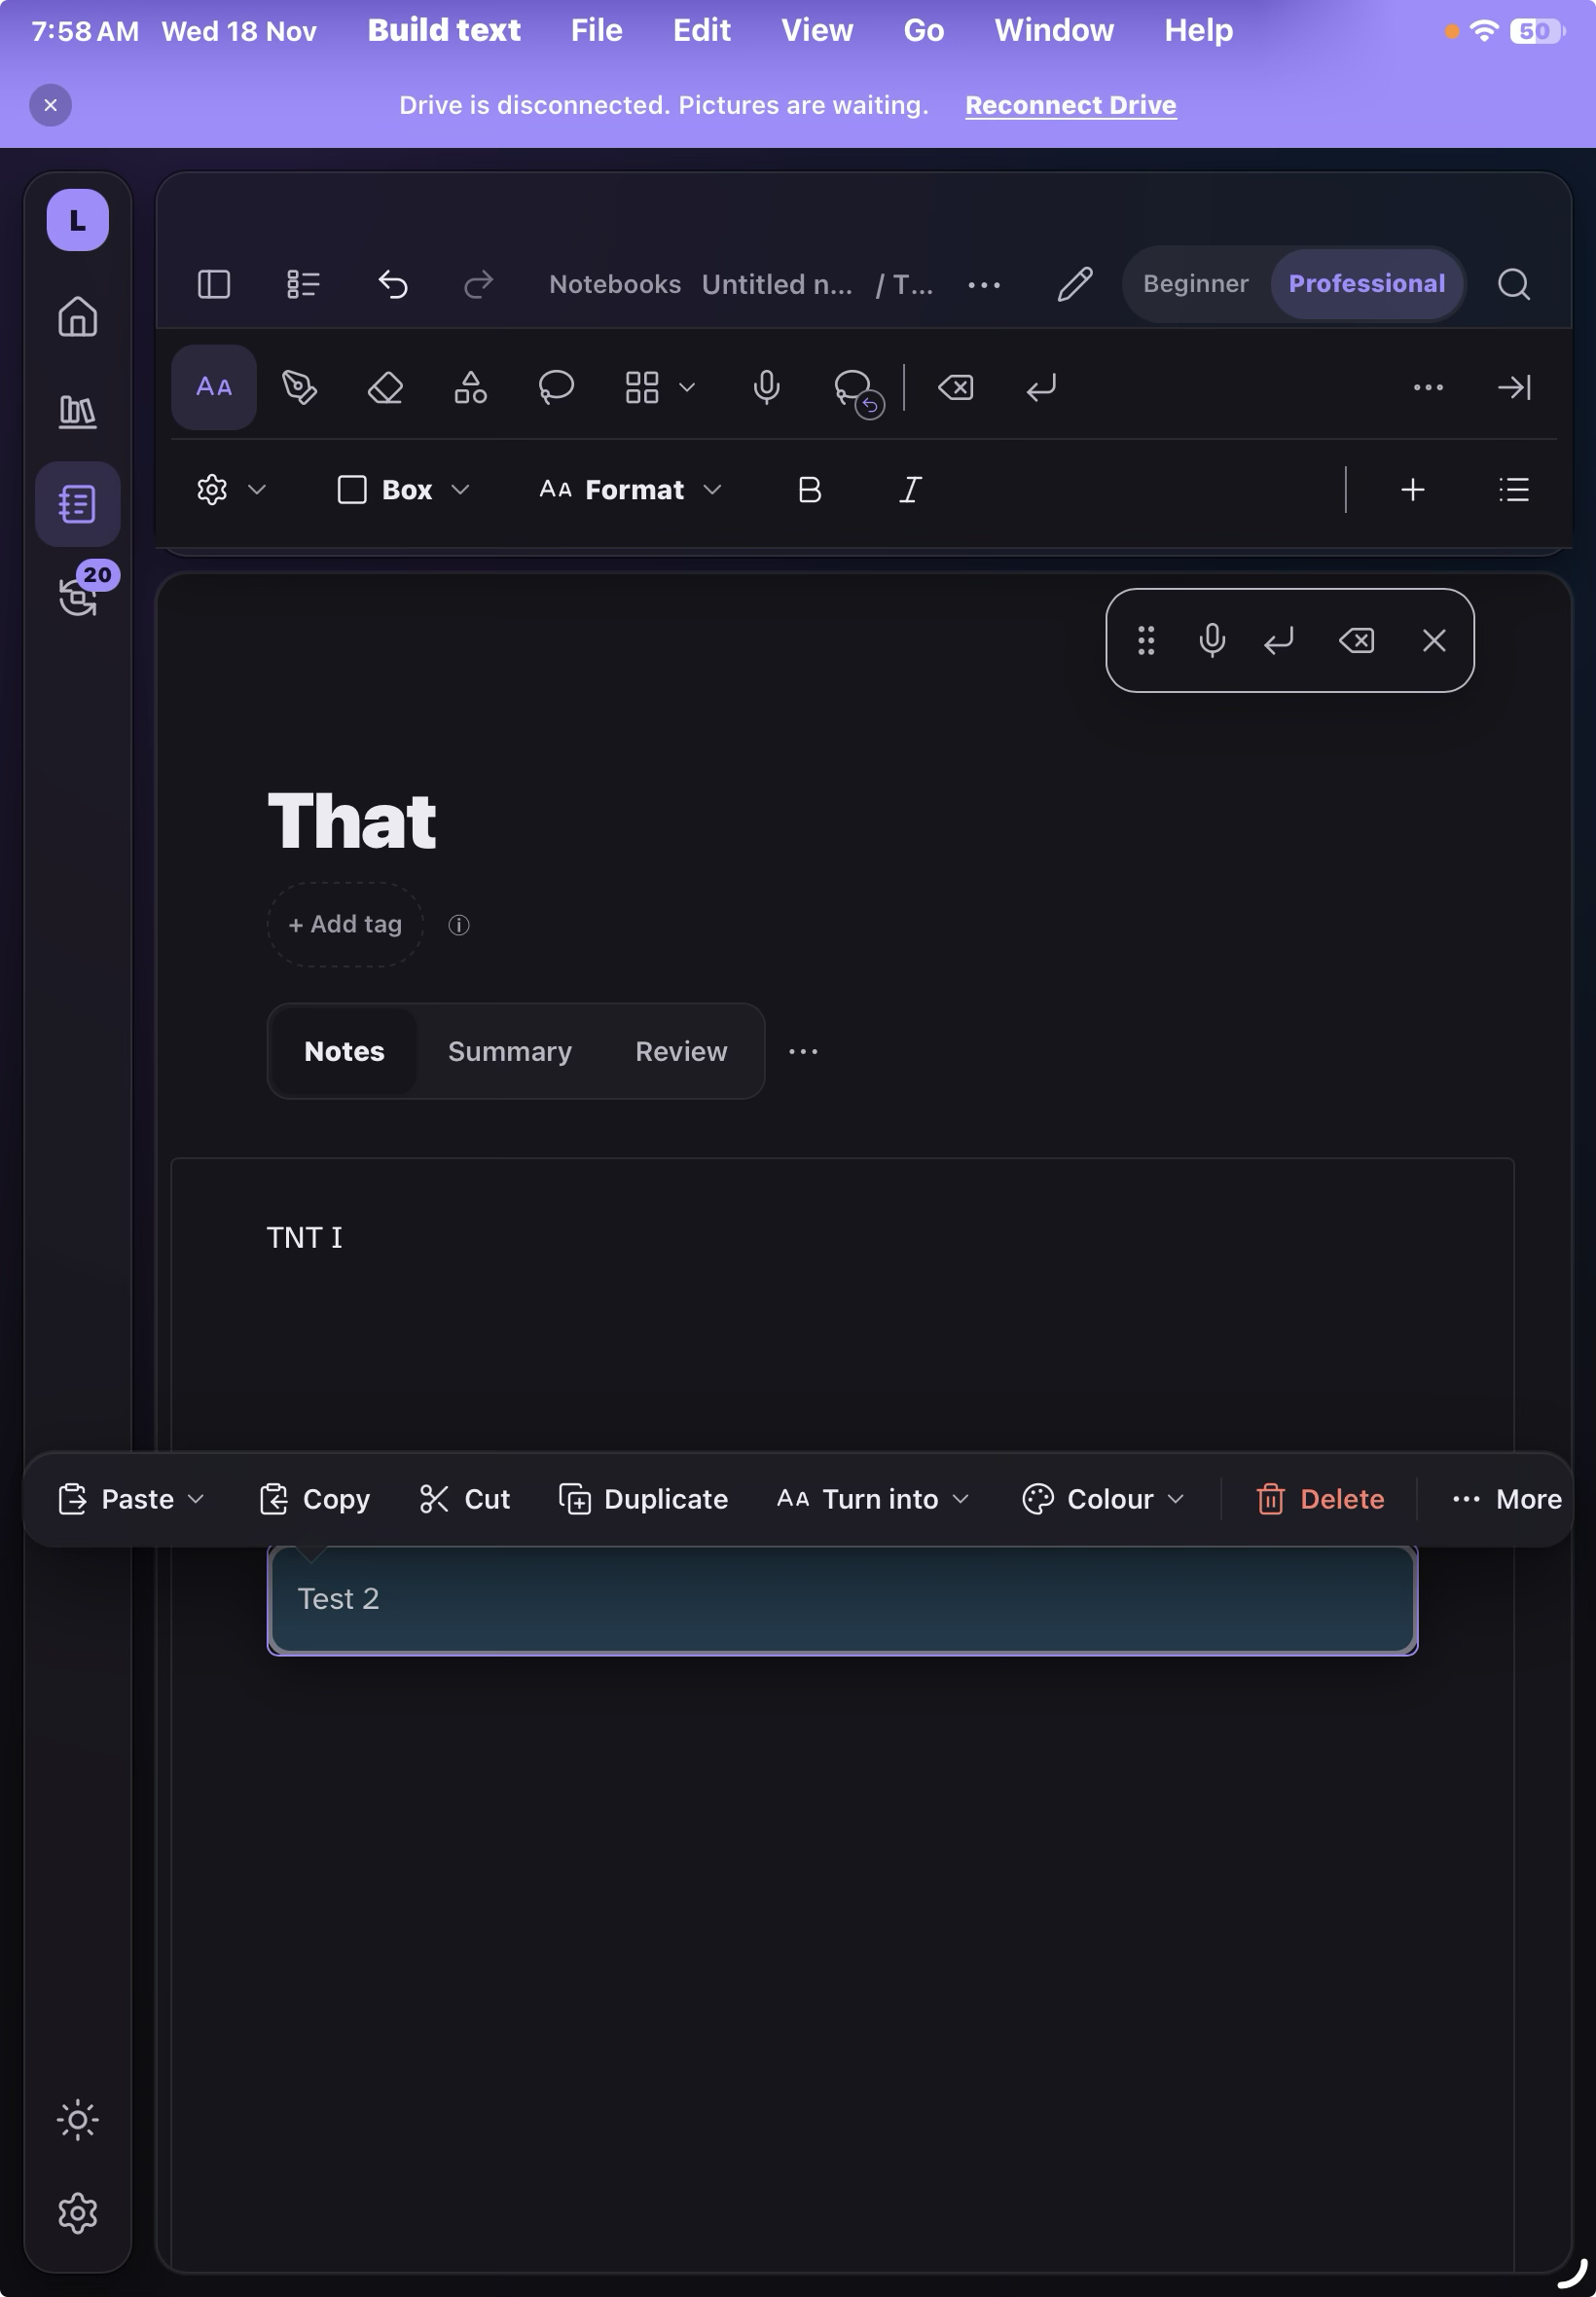 7:58 AM Wed 18 Nov Build text File Edit View Go Window Help 50
Drive is disconnected. Pictures are waiting. Reconnect Drive
L
Notebooks Untitled n... / T... Beginner Professional
AA
Box AA Format B I
20
That
+ Add tag
Notes Summary Review
TNT I
Paste Copy Cut Duplicate AA Turn into Colour Delete More
Test 2